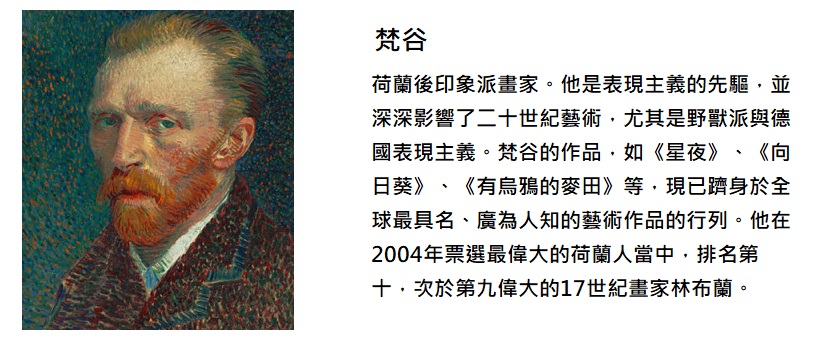 梵谷
荷蘭後印象派畫家。他是表現主義的先驅，並
深深影響了二十世紀藝術，尤其是野獸派與德
國表現主義。梵谷的作品，如《星夜》、《向
日葵》、《有烏鴉的麥田》等，現已躋身於全
球最具名、廣為人知的藝術作品的行列。他在
2004年票選最偉大的荷蘭人當中，排名第
十，次於第九偉大的17世紀畫家林布蘭。